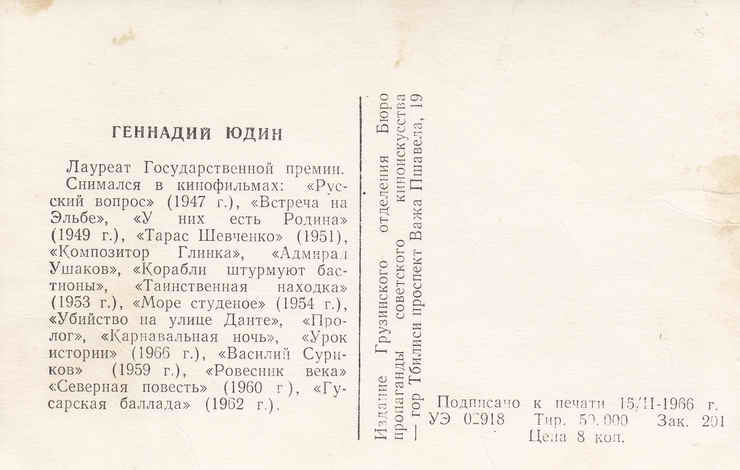 ГЕННАДИЙ ЮДИН
Лауреат Государственной премии.
Снимался в кинофильмах: «Рус-
ский вопрос» (1947 г.), «Встреча на
Эльбе», «У них есть Родина»
(1949 г.), «Тарас Шевченко» (1951),
«Композитор Глинка», «Адмирал
Ушаков», «Корабли штурмуют бас-
тионы», «Таинственная находка»
(1953 г.), «Море студеное» (1954 г.),
«Убийство на улице Данте», «Про-
лог», «Карнавальная ночь», «Урок
истории» (1966 г.), «Василий Сури-
ков» (1959 г.), «Ровесник века»
«Северная повесть» (1960 г), «Гу-
сарская баллада» (1962 г.).
Издание Грузинского отделения Бюро
пропаганды советского киноискусства
— гор Тбилиси проспект Важа Пшавела, 19
Подписано к печати 15/II-1966 г.
УЭ 02918 Тир. 50.000 Зак. 201
Цена 8 коп.